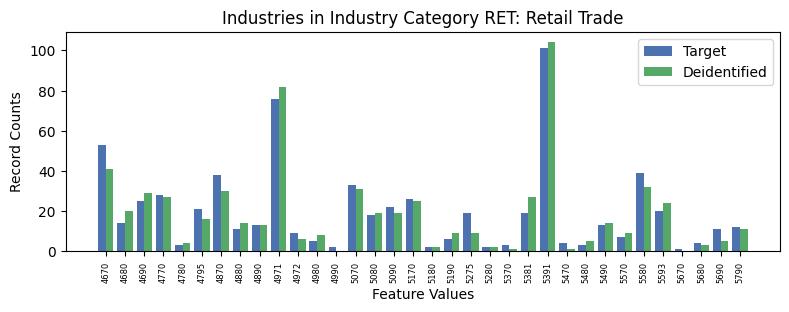 Industries in Industry Category RET: Retail Trade
Target
Deidentified
Record Counts
100
80
60
40
20
0
4670 4680 4690 4770 4780 4795 4870 4880 4890 4971 4972 4980 4990 5070 5080 5090 5170 5180 5190 5275 5280 5370 5381 5391 5470 5480 5490 5570 5580 5593 5670 5680 5690 5790
Feature Values